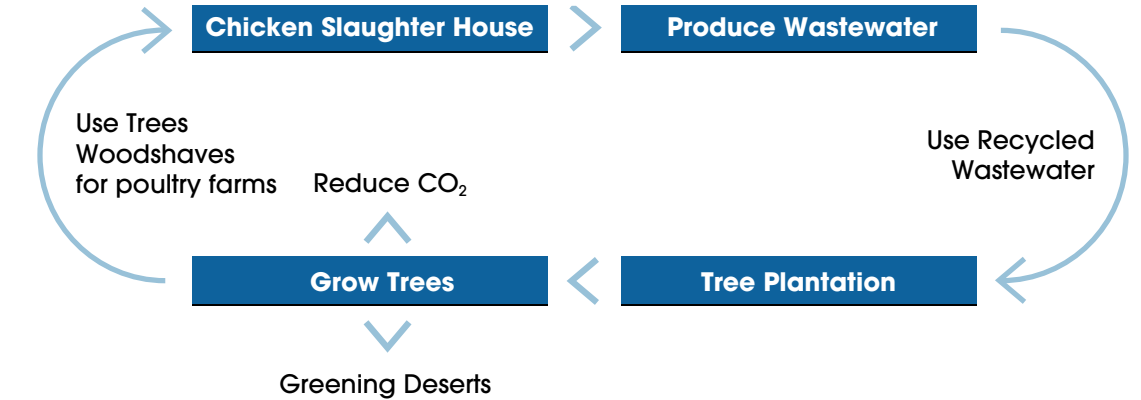 Chicken Slaughter House
Produce Wastewater
Use Trees
Woodshaves
for poultry farms
Reduce CO₂
Use Recycled
Wastewater
Grow Trees
Tree Plantation
Greening Deserts